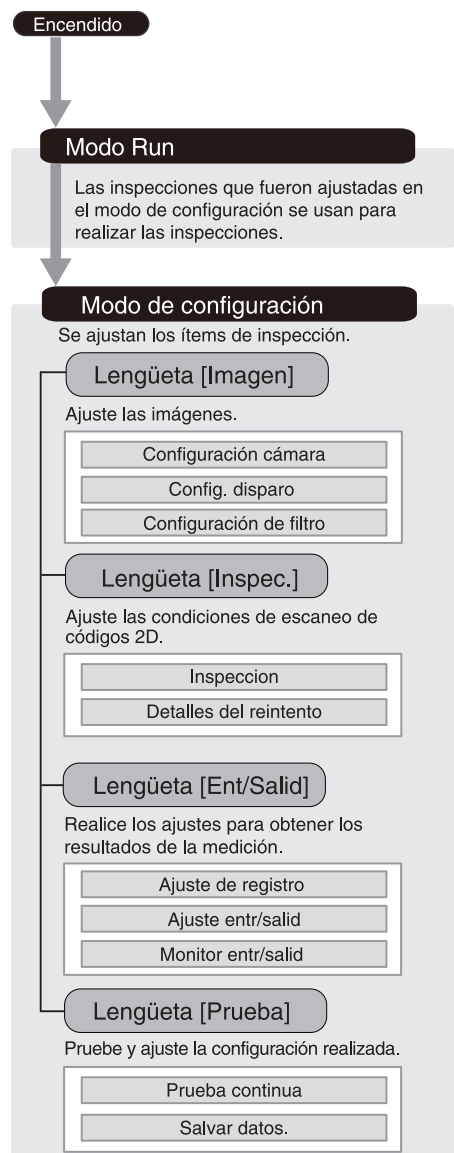 Encendido
Modo Run
Las inspecciones que fueron ajustadas en
el modo de configuración se usan para
realizar las inspecciones.
Modo de configuración
Se ajustan los ítems de inspección.
Lengüeta [Imagen]
Ajuste las imágenes.
Configuración cámara
Config. disparo
Configuración de filtro
Lengüeta [Inspec.]
Ajuste las condiciones de escaneo de
códigos 2D.
Inspeccion
Detalles del reintento
Lengüeta [Ent/Salid]
Realice los ajustes para obtener los
resultados de la medición.
Ajuste de registro
Ajuste entr/salid
Monitor entr/salid
Lengüeta [Prueba]
Pruebe y ajuste la configuración realizada.
Prueba continua
Salvar datos.